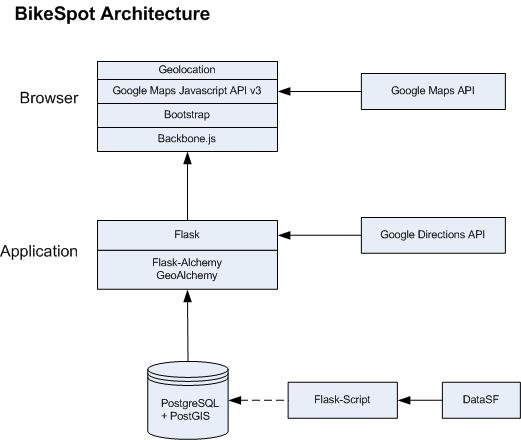 BikeSpot Architecture
Geolocation
Browser
Google Maps Javascript API v3
Google Maps API
Bootstrap
Backbone.js
Application
Flask
Google Directions API
Flask-Alchemy
GeoAlchemy
PostgreSQL
+ PostGIS
Flask-Script
DataSF